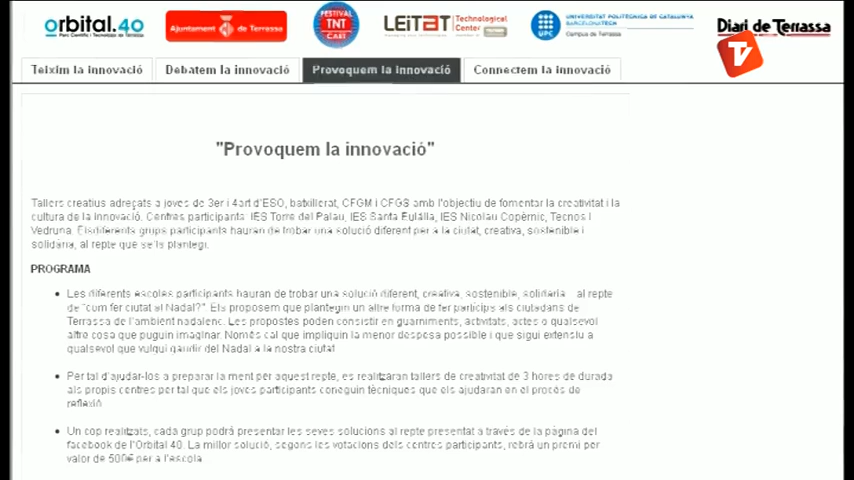 orbital.40
Parc Científic i Tecnològic de Terrassa
Ajuntament de Terrassa
FESTIVAL
TNT
CAET
LEITAT
Technological
Center
UPC
UNIVERSITAT POLITÈCNICA DE CATALUNYA
BARCELONATECH
Campus de Terrassa
Diari de Terrassa
Teixim la innovació
Debatem la innovació
Provoquem la innovació
Connectem la innovació
"Provoquem la innovació"
Tallers creatius adreçats a joves de 3er i 4art d'ESO, batxillerat, CFGM i CFGS amb l'objectiu de fomentar la creativitat i la
cultura de la innovació. Centres participants: IES Torre del Palau, IES Santa Eulàlia, IES Nicolau Copèrnic, Tecnos i
Vedruna. Elsdiferents grups participants hauran de trobar una solució diferent per a la ciutat, creativa, sostenible i
solidària, al repte que se'ls plantegi.
PROGRAMA
• Les diferents escoles participants hauran de trobar una solució diferent, creativa, sostenible, solidària... al repte
de "com fer ciutat al Nadal?". Els proposem que plantegin un altre forma de fer partícips als ciutadans de
Terrassa de l'ambient nadalenc. Les propostes poden consistir en guarniments, activitats, actes o qualsevol
altre cosa que puguin imaginar. Només cal que impliquin la menor despesa possible i que sigui extensiu a
qualsevol que vulgui gaudir del Nadal a la nostra ciutat.
• Per tal d'ajudar-los a preparar la ment per aquest repte, es realitzaran tallers de creativitat de 3 hores de durada
als propis centres per tal que els joves participants coneguin tècniques que els ajudaran en el procés de
reflexió.
• Un cop realitzats, cada grup podrà presentar les seves solucions al repte presentat a través de la pàgina del
facebook de l'Orbital 40. La millor solució, segons les votacions dels centres participants, rebrà un premi per
valor de 500€ per a l'escola.